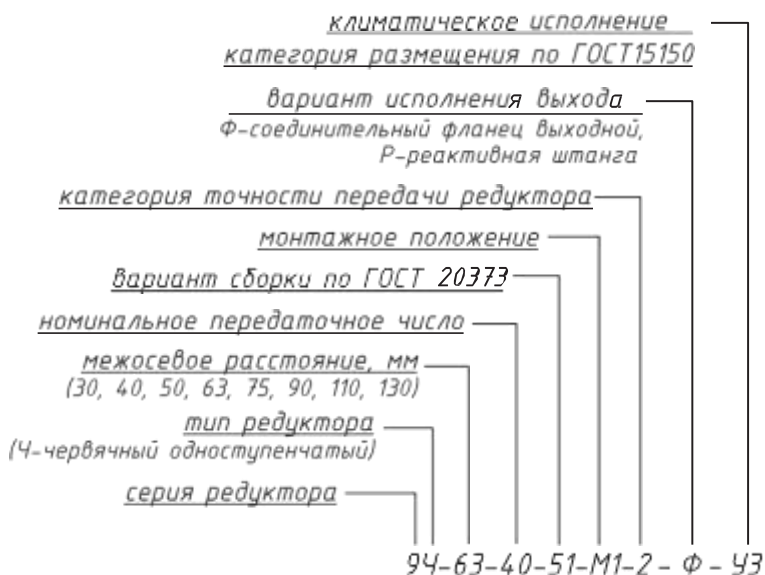 климатическое исполнение
категория размещения по ГОСТ15150
вариант исполнения выхода
Ф-соединительный фланец выходной,
Р-реактивная штанга
категория точности передачи редуктора
монтажное положение
вариант сборки по ГОСТ 20373
номинальное передаточное число
межосевое расстояние, мм
(30, 40, 50, 63, 75, 90, 110, 130)
тип редуктора
(Ч-червячный одноступенчатый)
серия редуктора
9Ч-63-40-51-М1-2 - Ф - У3